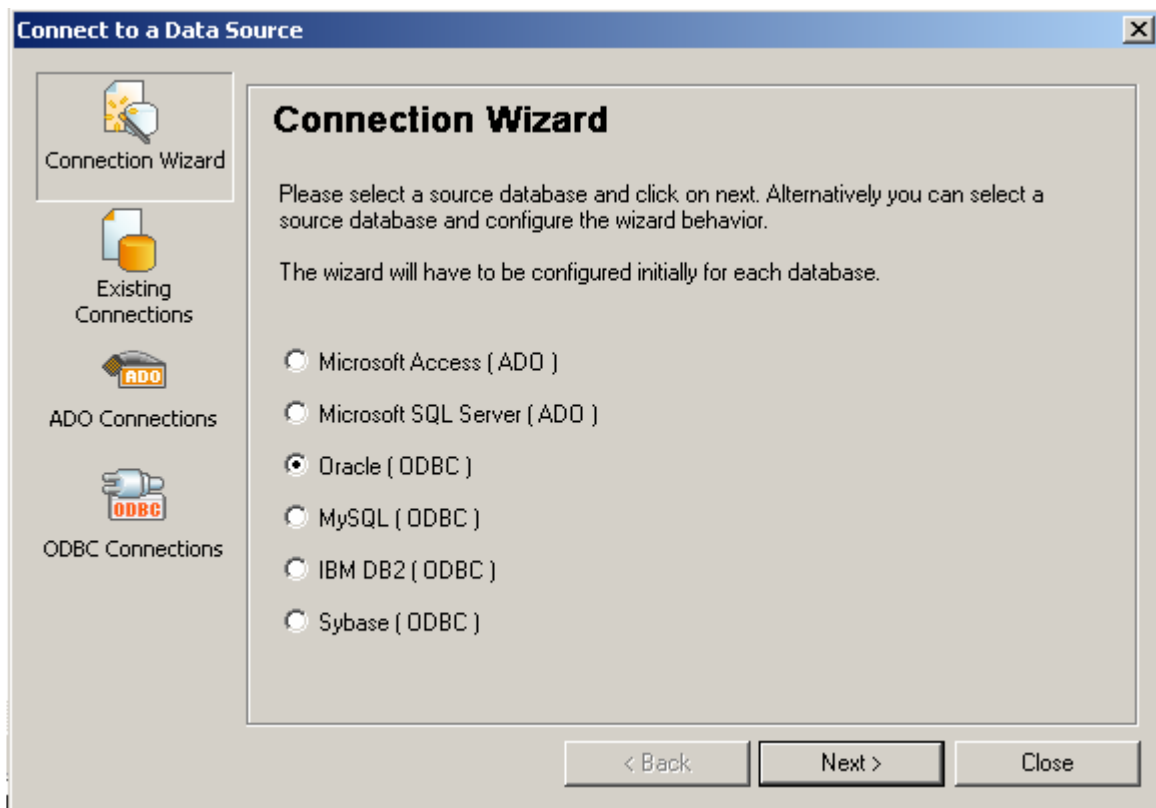 Connect to a Data Source
Connection Wizard
Existing
Connections
ADO
ADO Connections
ODBC
ODBC Connections
Connection Wizard
Please select a source database and click on next. Alternatively you can select a
source database and configure the wizard behavior.
The wizard will have to be configured initially for each database.
Microsoft Access ( ADO )
Microsoft SQL Server ( ADO )
Oracle ( ODBC )
MySQL ( ODBC )
IBM DB2 ( ODBC )
Sybase ( ODBC )
< Back
Next >
Close